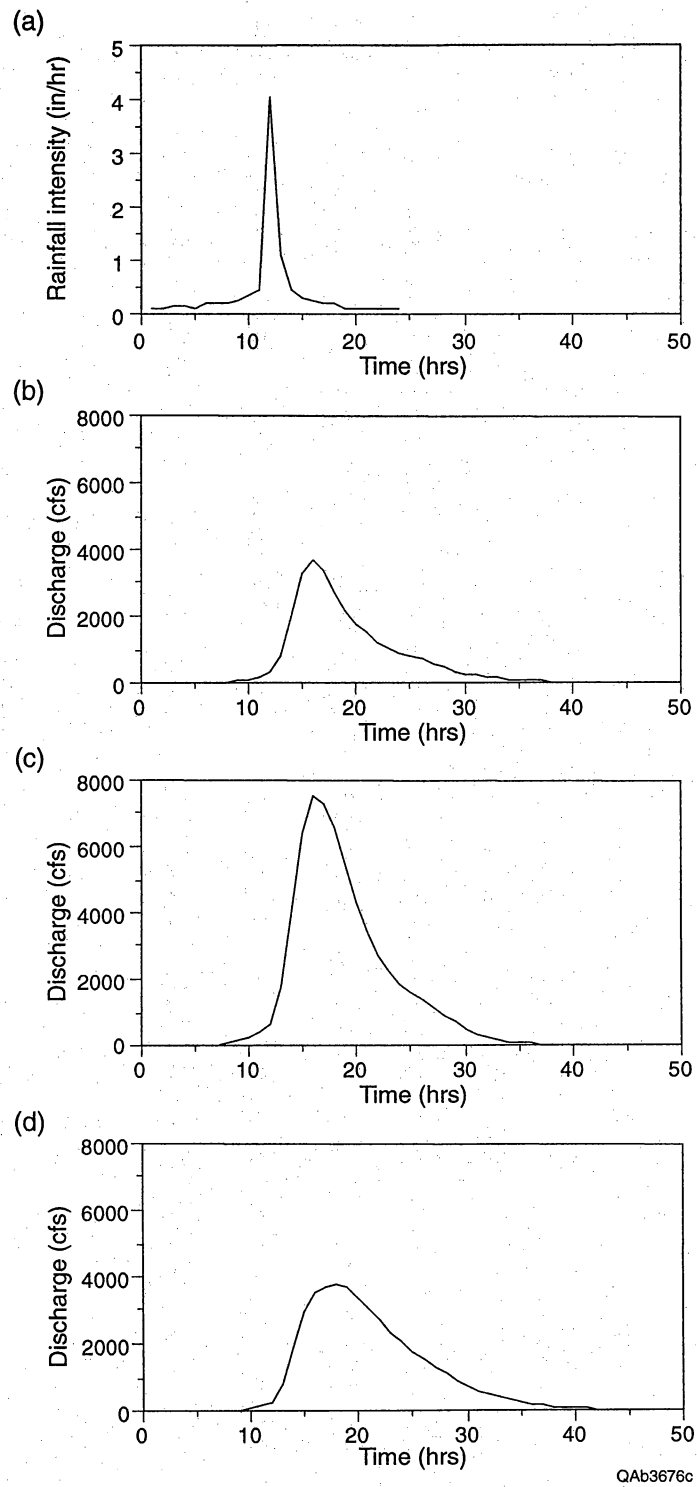 (a)
Rainfall intensity (in/hr)
5
4
3
2
1
0
0 10 20 30 40 50
Time (hrs)
(b)
Discharge (cfs)
8000
6000
4000
2000
0
0 10 20 30 40 50
Time (hrs)
(c)
Discharge (cfs)
8000
6000
4000
2000
0
0 10 20 30 40 50
Time (hrs)
(d)
Discharge (cfs)
8000
6000
4000
2000
0
0 10 20 30 40 50
Time (hrs)
QAb3676c